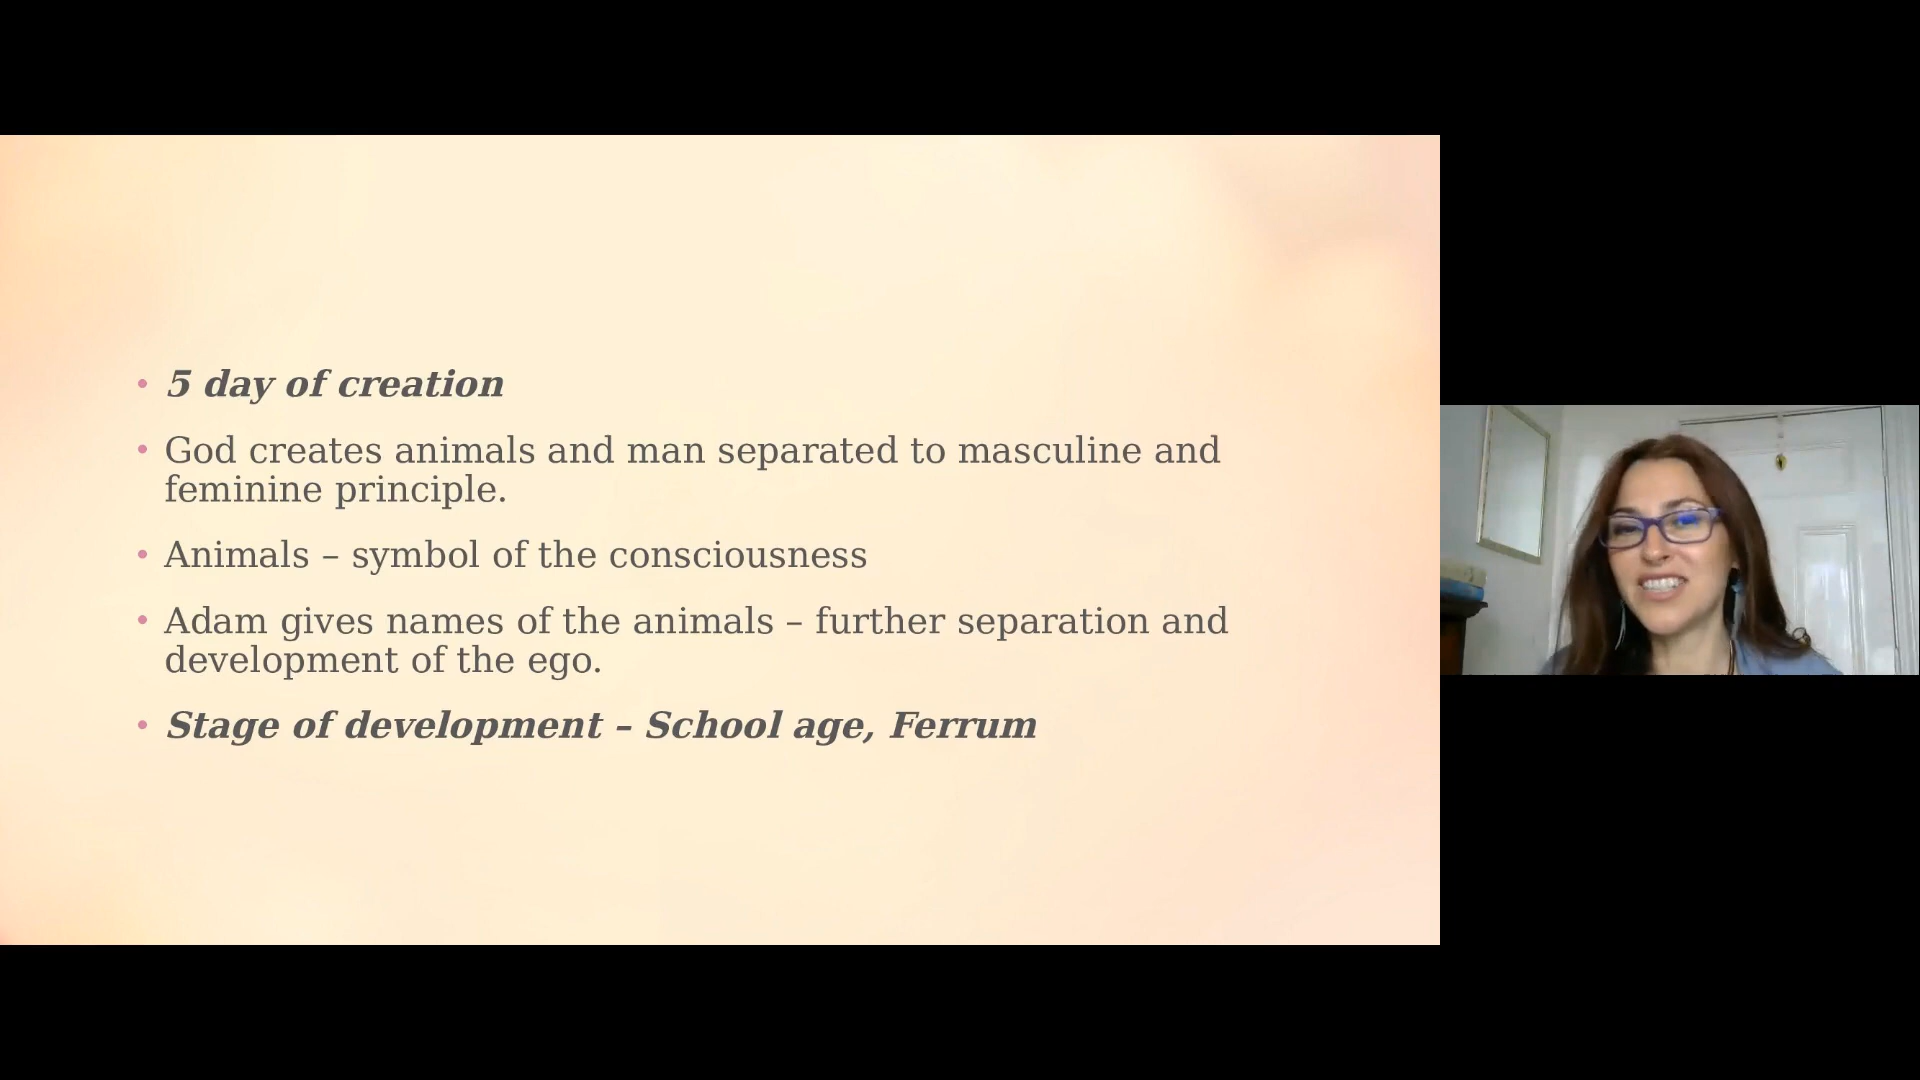 • 5 day of creation
• God creates animals and man separated to masculine and
feminine principle.
• Animals – symbol of the consciousness
• Adam gives names of the animals – further separation and
development of the ego.
• Stage of development – School age, Ferrum